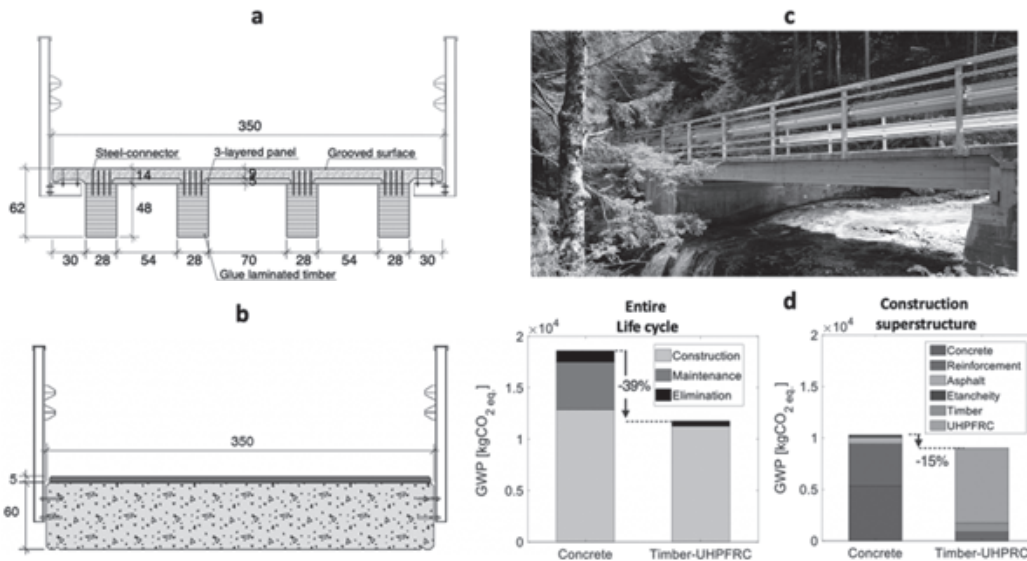 a
350
Steel-connector
3-layered panel
Grooved surface
14
9
5
62
48
30
28
54
28
70
28
54
28
30
Glue laminated timber
b
350
5
60
c
d
Entire
Life cycle
2
×10⁴
1.5
1
0.5
0
GWP [kgCO₂ eq.]
Construction
Maintenance
Elimination
-39%
Concrete
Timber-UHPFRC
Construction
superstructure
2
×10⁴
1.5
1
0.5
0
GWP [kgCO₂ eq.]
Concrete
Reinforcement
Asphalt
Etancheity
Timber
UHPFRC
-15%
Concrete
Timber-UHPRC